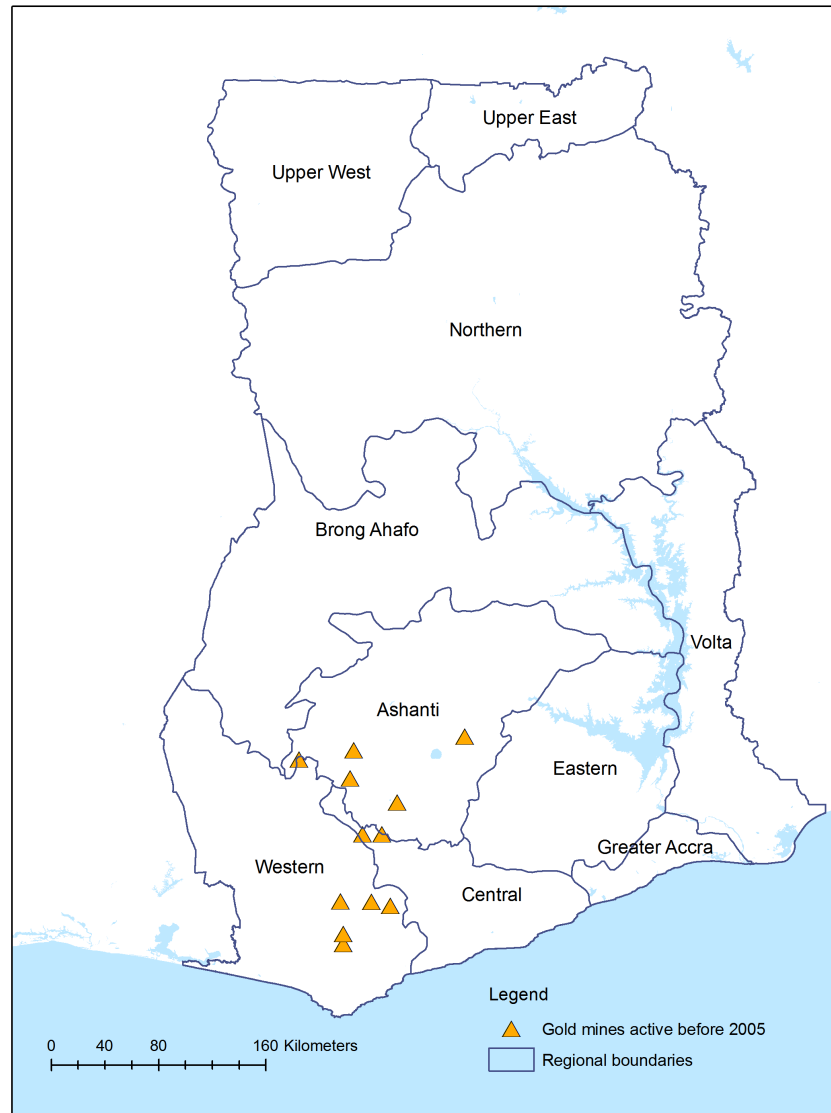 Upper East
Upper West
Northern
Brong Ahafo
Volta
Ashanti
Eastern
Greater Accra
Western
Central
Legend
Gold mines active before 2005
Regional boundaries
0 40 80 160 Kilometers